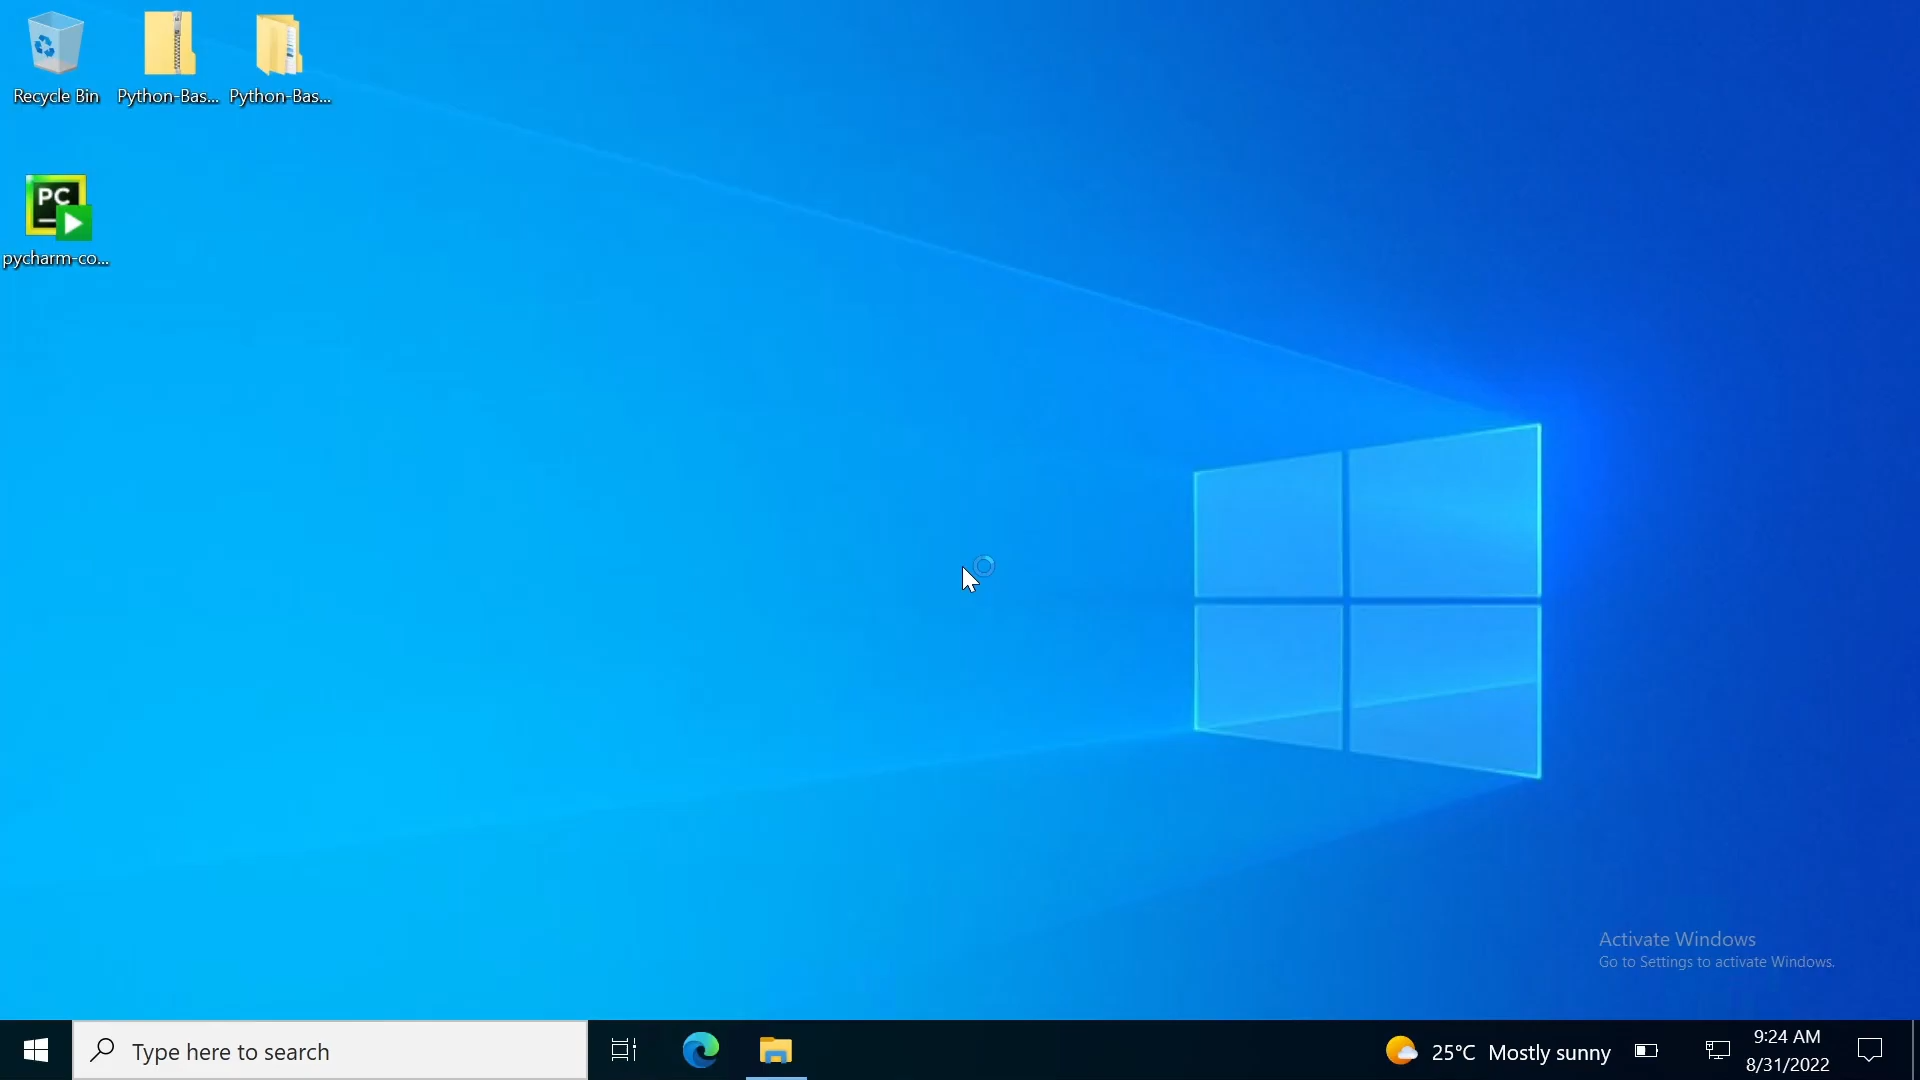 Recycle Bin
Python-Bas...
Python-Bas...
PC
pycharm-co...
Activate Windows
Go to Settings to activate Windows.
Type here to search
25°C Mostly sunny
9:24 AM
8/31/2022